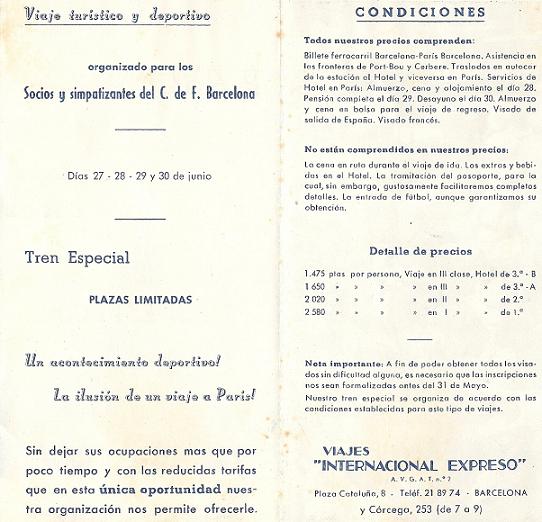 Viaje turístico y deportivo
organizado para los
Socios y simpatizantes del C. de F. Barcelona
Días 27 - 28 - 29 y 30 de junio
Tren Especial
PLAZAS LIMITADAS
Un acontecimiento deportivo!
La ilusión de un viaje a París!
Sin dejar sus ocupaciones mas que por
poco tiempo y con las reducidas tarifas
que en esta única oportunidad nues-
tra organización nos permite ofrecerle.
CONDICIONES
Todos nuestros precios comprenden:
Billete ferrocarril Barcelona-París Barcelona. Asistencia en
las fronteras de Port-Bou y Cerbere. Traslados en autocar
de la estación al Hotel y viceversa en París. Servicios de
Hotel en París: Almuerzo, cena y alojamiento el día 28.
Pensión completa el día 29. Desayuno el día 30. Almuerzo
y cena en bolsa para el viaje de regreso. Visado de
salida de España. Visado francés.
No están comprendidos en nuestros precios:
La cena en ruta durante el viaje de ida. Los extras y bebi-
das en el Hotel. La tramitación del pasaporte, para la
cual, sin embargo, gustosamente facilitaremos completos
detalles. La entrada de fútbol, aunque garantizamos su
obtención.
Detalle de precios
1.475 ptas por persona, Viaje en III clase, Hotel de 3.ª - B
1 650 » » » » en III » » de 3.ª - A
2 020 » » » » en II » » de 2.ª
2 580 » » » » en I » » de 1.ª
Nota importante: A fin de poder obtener todos los visa-
dos sin dificultad alguna, es necesario que las inscripciones
nos sean formalizadas antes del 31 de Mayo.
Nuestro tren especial se organiza de acuerdo con las
condiciones establecidas para este tipo de viajes.
VIAJES
"INTERNACIONAL EXPRESO"
A. V. G. A T. n.º 7
Plaza Cataluña, 8 - Teléf. 21 89 74 - BARCELONA
y Córcega, 253 (de 7 a 9)